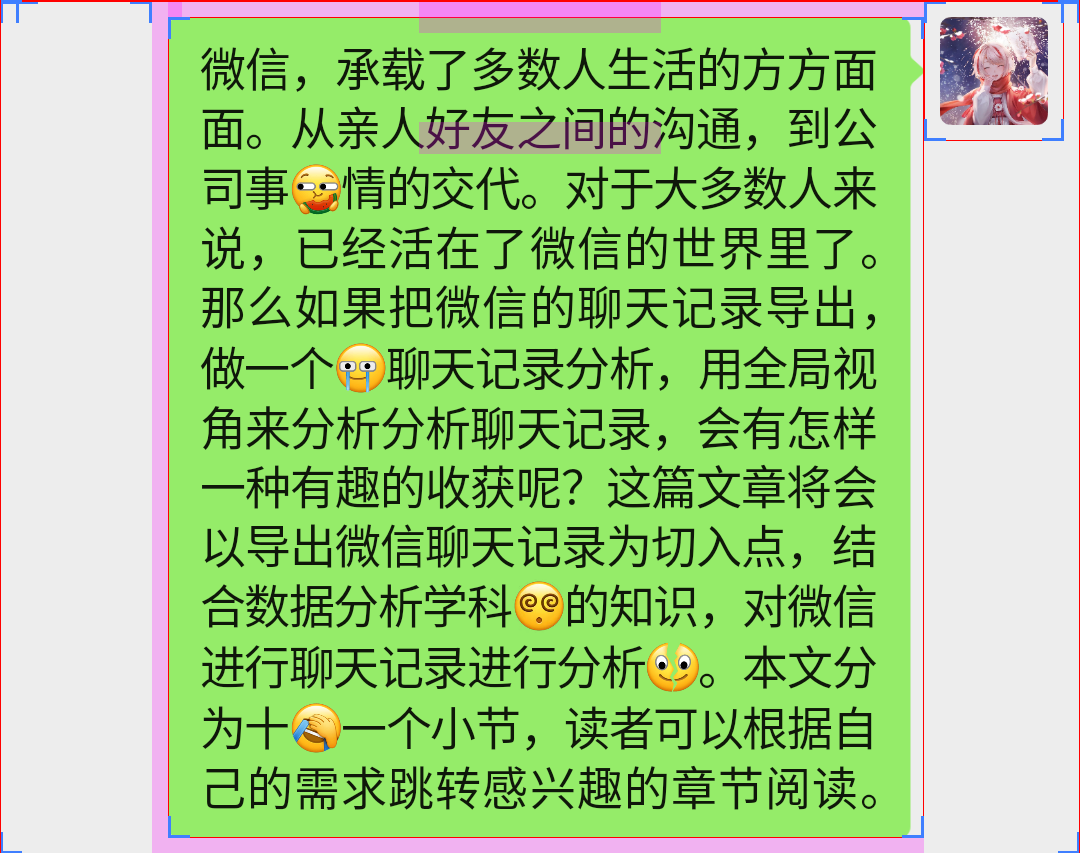 微信，承载了多数人生活的方方面
面。从亲人好友之间的沟通，到公
司事情的交代。对于大多数人来
说，已经活在了微信的世界里了。
那么如果把微信的聊天记录导出，
做一个聊天记录分析，用全局视
角来分析分析聊天记录，会有怎样
一种有趣的收获呢？这篇文章将会
以导出微信聊天记录为切入点，结
合数据分析学科的知识，对微信
进行聊天记录进行分析。本文分
为十一个小节，读者可以根据自
己的需求跳转感兴趣的章节阅读。